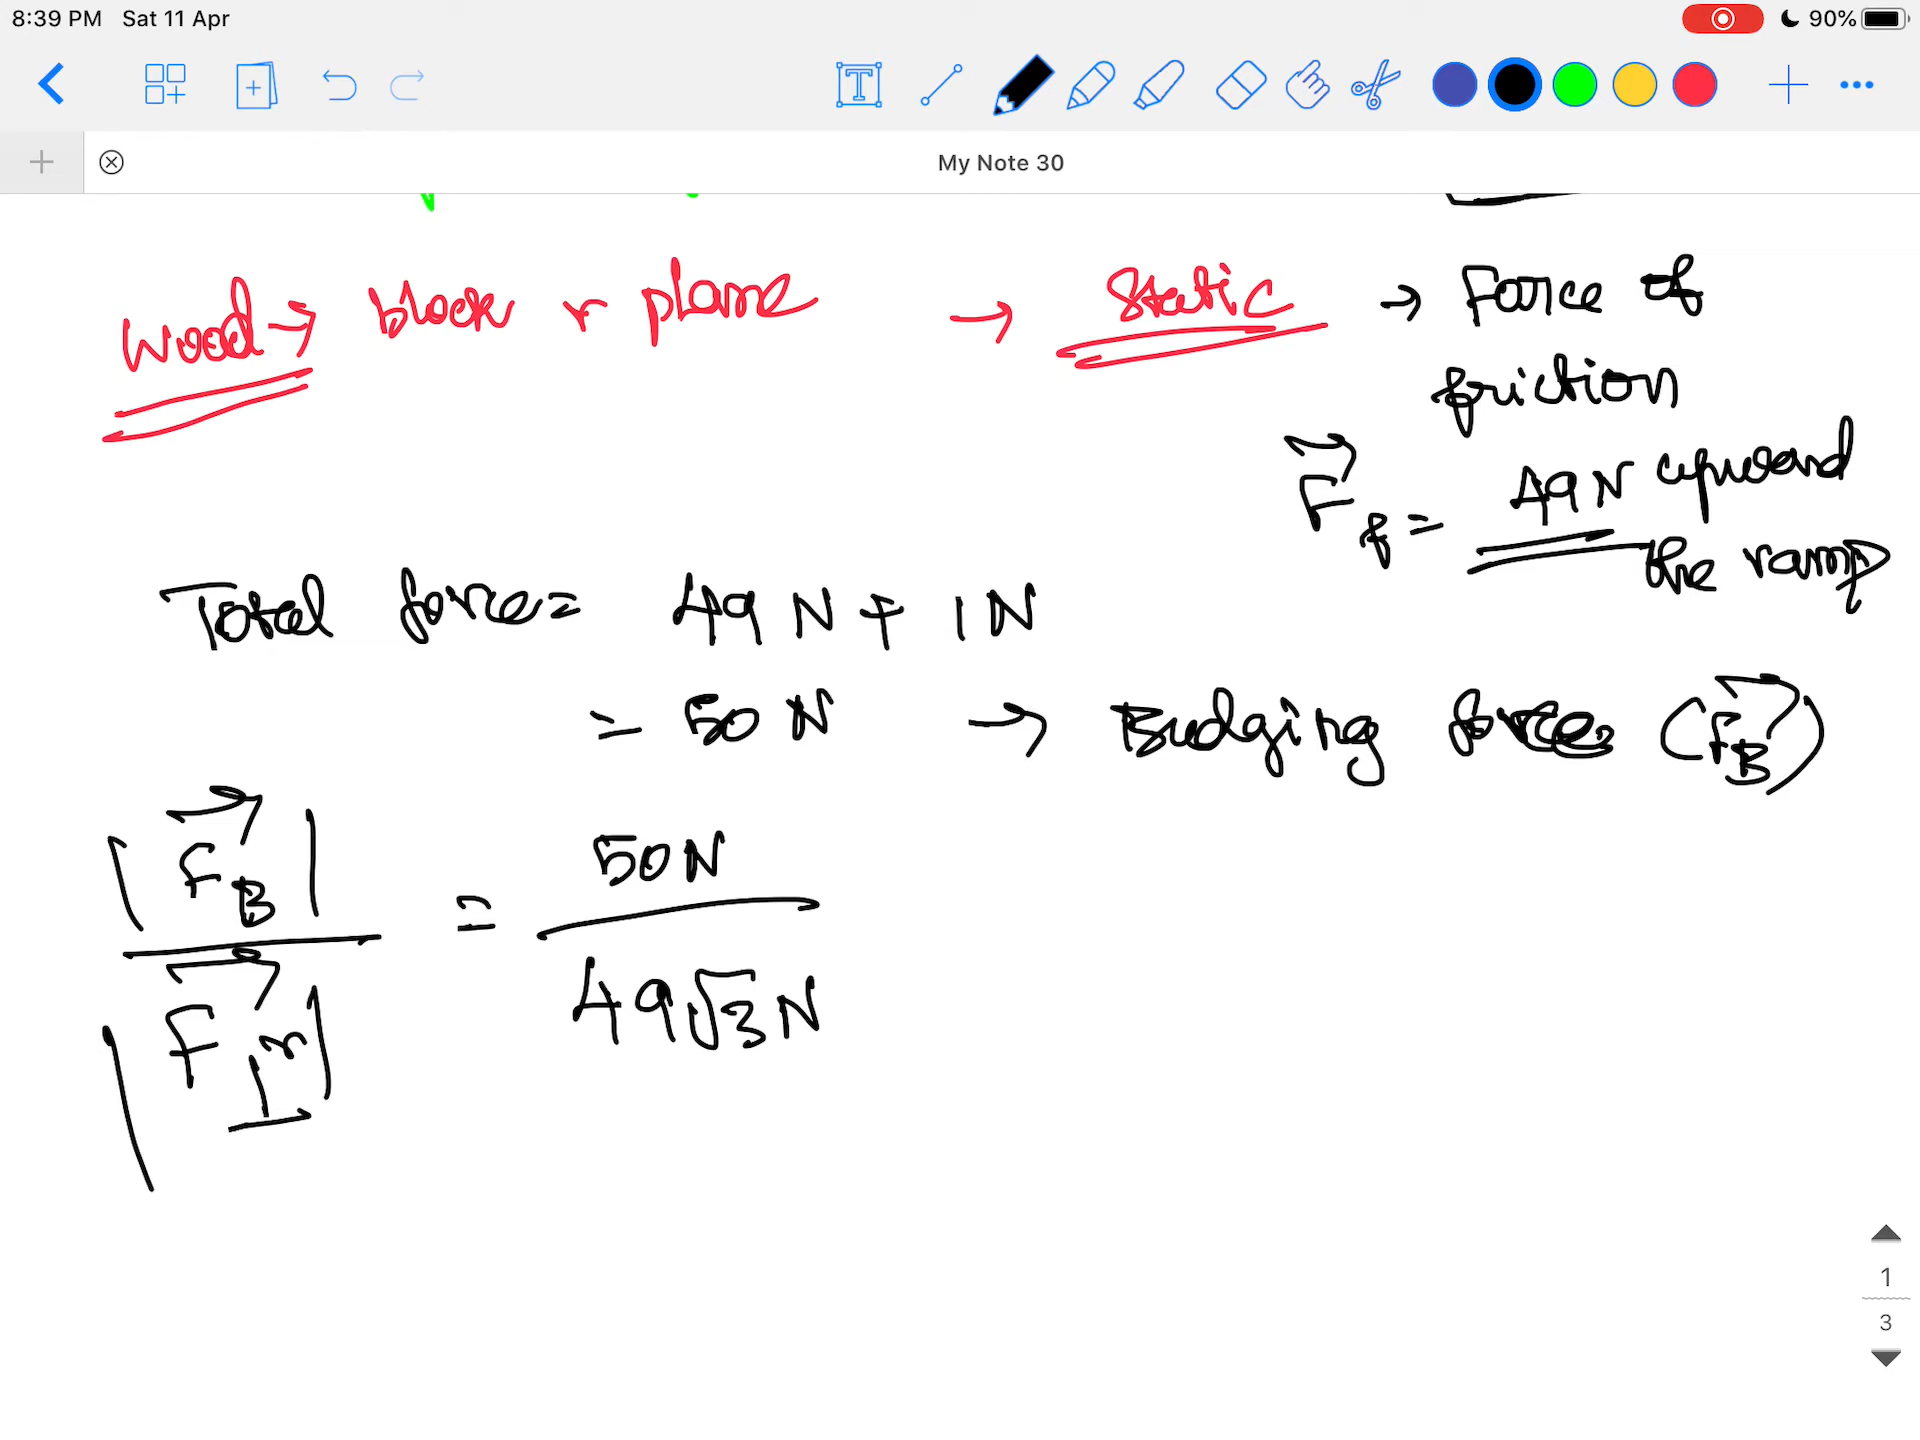 8:39 PM Sat 11 Apr
90%
T
My Note 30
Wood → block r plane → Static → Force of
friction
F f = 49 N upward
the ramp
Total force = 49 N + 1 N
= 50 N → Budging force (F B)
| F B | = 50 N
| F ⊥r | 49√3 N
1
3